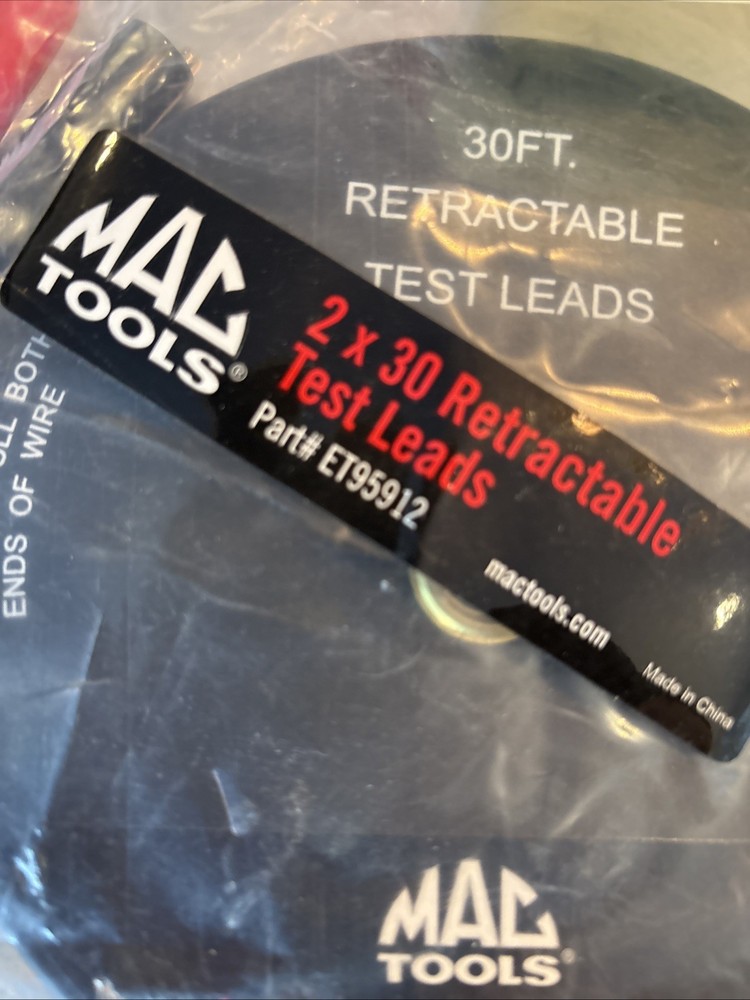 30FT.
RETRACTABLE
TEST LEADS
MAC
TOOLS®
2 x 30 Retractable
Test Leads
Part# ET95912
mactools.com
Made in China
BOTH
ENDS OF WIRE
MAC
TOOLS®